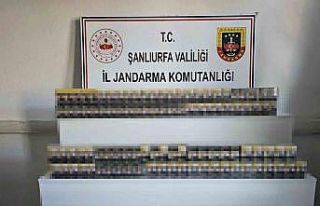 T.C.
ŞANLIURFA VALİLİĞİ
İL JANDARMA KOMUTANLIĞI